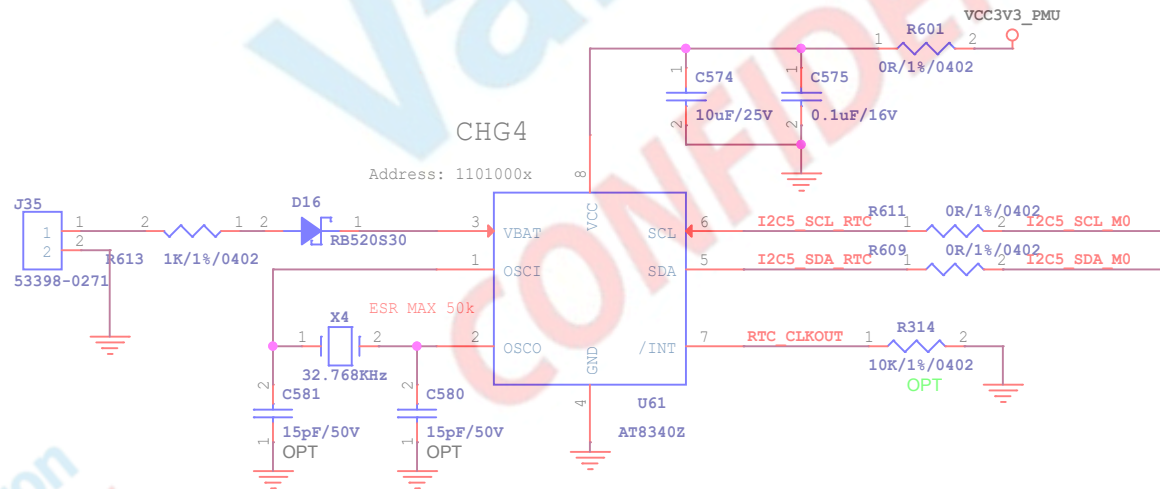 VCC3V3_PMU
R601
1
2
0R/1%/0402
1
C574
2
10uF/25V
1
C575
2
0.1uF/16V
CHG4
Address: 1101000x
8
J35
1
2
1
2
53398-0271
2
1
R613
1K/1%/0402
D16
2
1
RB520S30
3
VBAT
VCC
SCL
6
I2C5_SCL_RTC
R611
1
0R/1%/0402
2
I2C5_SCL_M0
1
OSCI
SDA
5
I2C5_SDA_RTC
R609
1
0R/1%/0402
2
I2C5_SDA_M0
ESR MAX 50k
X4
1
2
32.768KHz
2
OSCO
GND
/INT
7
RTC_CLKOUT
R314
1
2
10K/1%/0402
OPT
2
C581
1
15pF/50V
OPT
2
C580
1
15pF/50V
OPT
4
U61
AT8340Z
CONFIDE
Va
on